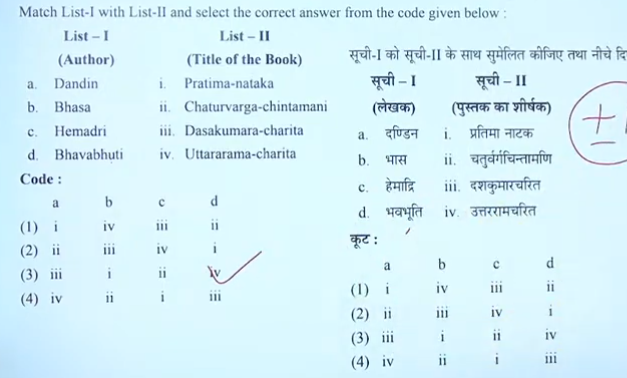 Match List-I with List-II and select the correct answer from the code given below :
List – I List – II
(Author) (Title of the Book)
a. Dandin i. Pratima-nataka
b. Bhasa ii. Chaturvarga-chintamani
c. Hemadri iii. Dasakumara-charita
d. Bhavabhuti iv. Uttararama-charita
Code :
a b c d
(1) i iv iii ii
(2) ii iii iv i
(3) iii i ii iv
(4) iv ii i iii
सूची-I को सूची-II के साथ सुमेलित कीजिए तथा नीचे
सूची – I सूची – II
(लेखक) (पुस्तक का शीर्षक)
a. दण्डिन i. प्रतिमा नाटक
b. भास ii. चतुर्वर्गचिन्तामणि
c. हेमाद्रि iii. दशकुमारचरित
d. भवभूति iv. उत्तररामचरित
कूट :
a b c d
(1) i iv iii ii
(2) ii iii iv i
(3) iii i ii iv
(4) iv ii i iii